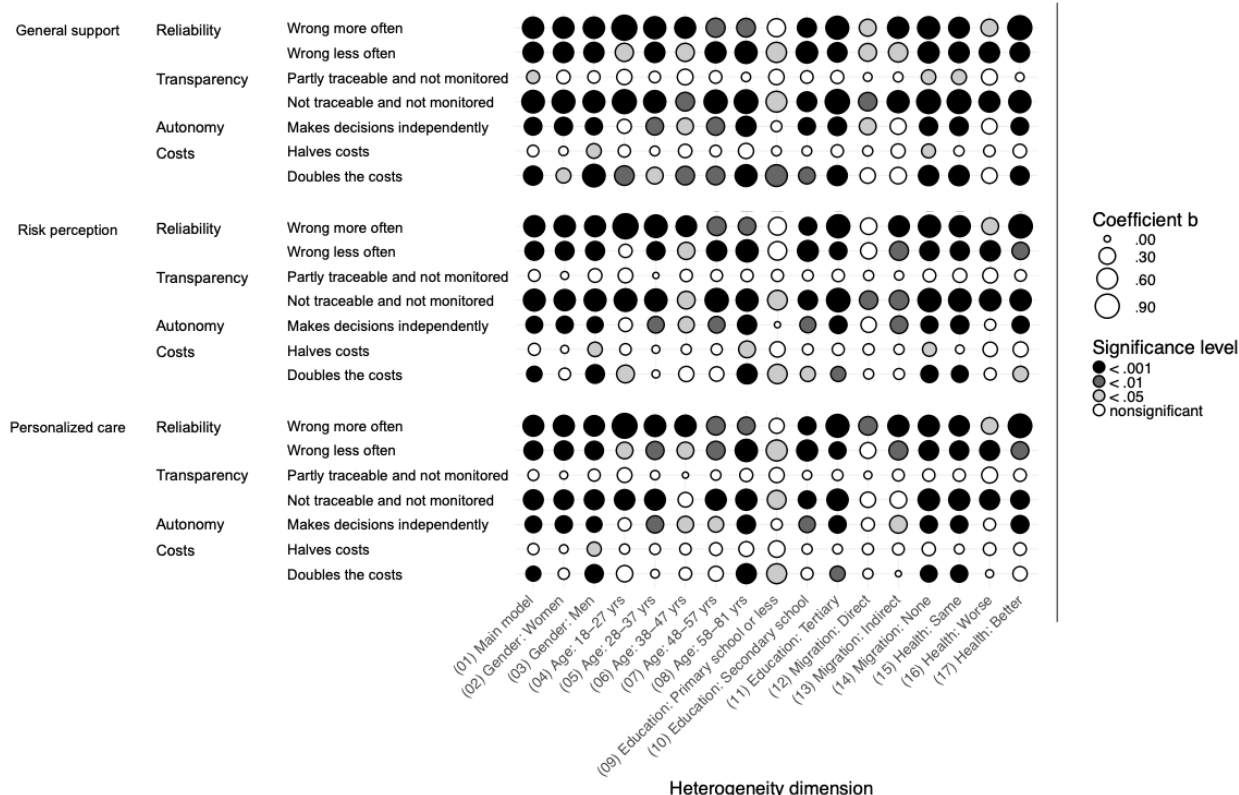 General support Reliability Wrong more often
Wrong less often
Transparency Partly traceable and not monitored
Not traceable and not monitored
Autonomy Makes decisions independently
Costs Halves costs
Doubles the costs
Risk perception Reliability Wrong more often
Wrong less often
Transparency Partly traceable and not monitored
Not traceable and not monitored
Autonomy Makes decisions independently
Costs Halves costs
Doubles the costs
Personalized care Reliability Wrong more often
Wrong less often
Transparency Partly traceable and not monitored
Not traceable and not monitored
Autonomy Makes decisions independently
Costs Halves costs
Doubles the costs
(01) Main model
(02) Gender: Women
(03) Gender: Men
(04) Age: 18–27 yrs
(05) Age: 28–37 yrs
(06) Age: 38–47 yrs
(07) Age: 48–57 yrs
(08) Age: 58–81 yrs
(09) Education: Primary school or less
(10) Education: Secondary school
(11) Education: Tertiary
(12) Migration: Direct
(13) Migration: Indirect
(14) Migration: None
(15) Health: Same
(16) Health: Worse
(17) Health: Better
Heterogeneity dimension
Coefficient b
.00
.30
.60
.90
Significance level
< .001
< .01
< .05
nonsignificant